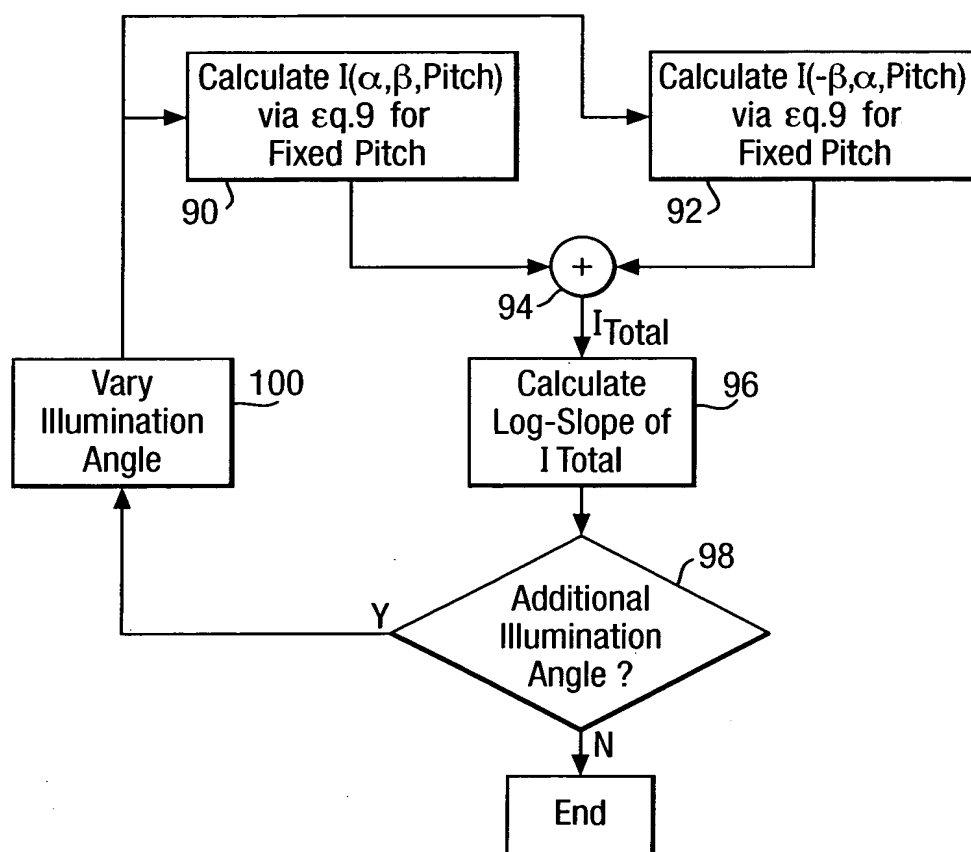 Calculate I(α,β,Pitch)
via εq.9 for
Fixed Pitch
90
Calculate I(-β,α,Pitch)
via εq.9 for
Fixed Pitch
92
+
94
I Total
Calculate
Log-Slope of
I Total
96
Vary
Illumination
Angle
100
Additional
Illumination
Angle ?
98
Y
N
End